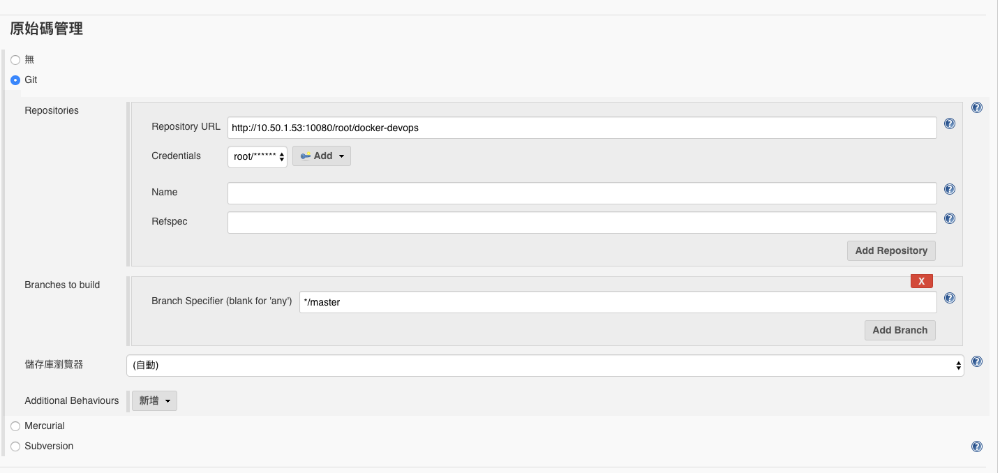 原始碼管理
無
Git
Repositories
Repository URL http://10.50.1.53:10080/root/docker-devops
Credentials root/****** Add
Name
Refspec
Add Repository
Branches to build
X
Branch Specifier (blank for 'any') */master
Add Branch
儲存庫瀏覽器 (自動)
Additional Behaviours 新增
Mercurial
Subversion